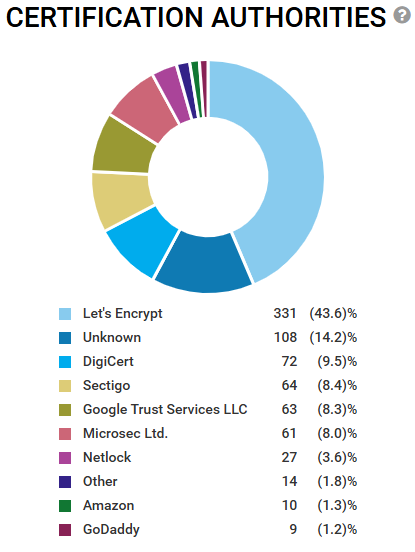 CERTIFICATION AUTHORITIES ?
Let's Encrypt 331 (43.6)%
Unknown 108 (14.2)%
DigiCert 72 (9.5)%
Sectigo 64 (8.4)%
Google Trust Services LLC 63 (8.3)%
Microsec Ltd. 61 (8.0)%
Netlock 27 (3.6)%
Other 14 (1.8)%
Amazon 10 (1.3)%
GoDaddy 9 (1.2)%